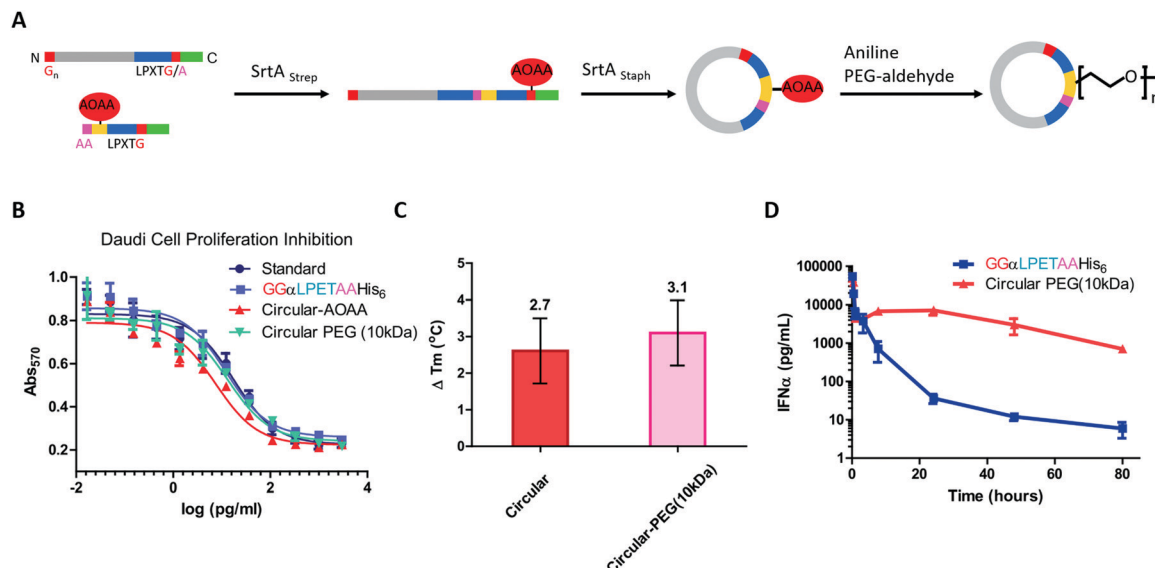 A
N
C
Gn
LPXTG/A
AOAA
AA
LPXTG
SrtA Strep
AOAA
SrtA Staph
AOAA
Aniline
PEG-aldehyde
O
n
B
Daudi Cell Proliferation Inhibition
Standard
GGαLPETAAHis6
Circular-AOAA
Circular PEG (10kDa)
Abs570
1.0
0.8
0.6
0.4
0.2
-2
0
2
4
log (pg/ml)
C
Δ Tm (°C)
5
4
3
2
1
0
2.7
3.1
Circular
Circular-PEG(10kDa)
D
GGαLPETAAHis6
Circular PEG(10kDa)
IFNα (pg/mL)
100000
10000
1000
100
10
1
0
20
40
60
80
Time (hours)